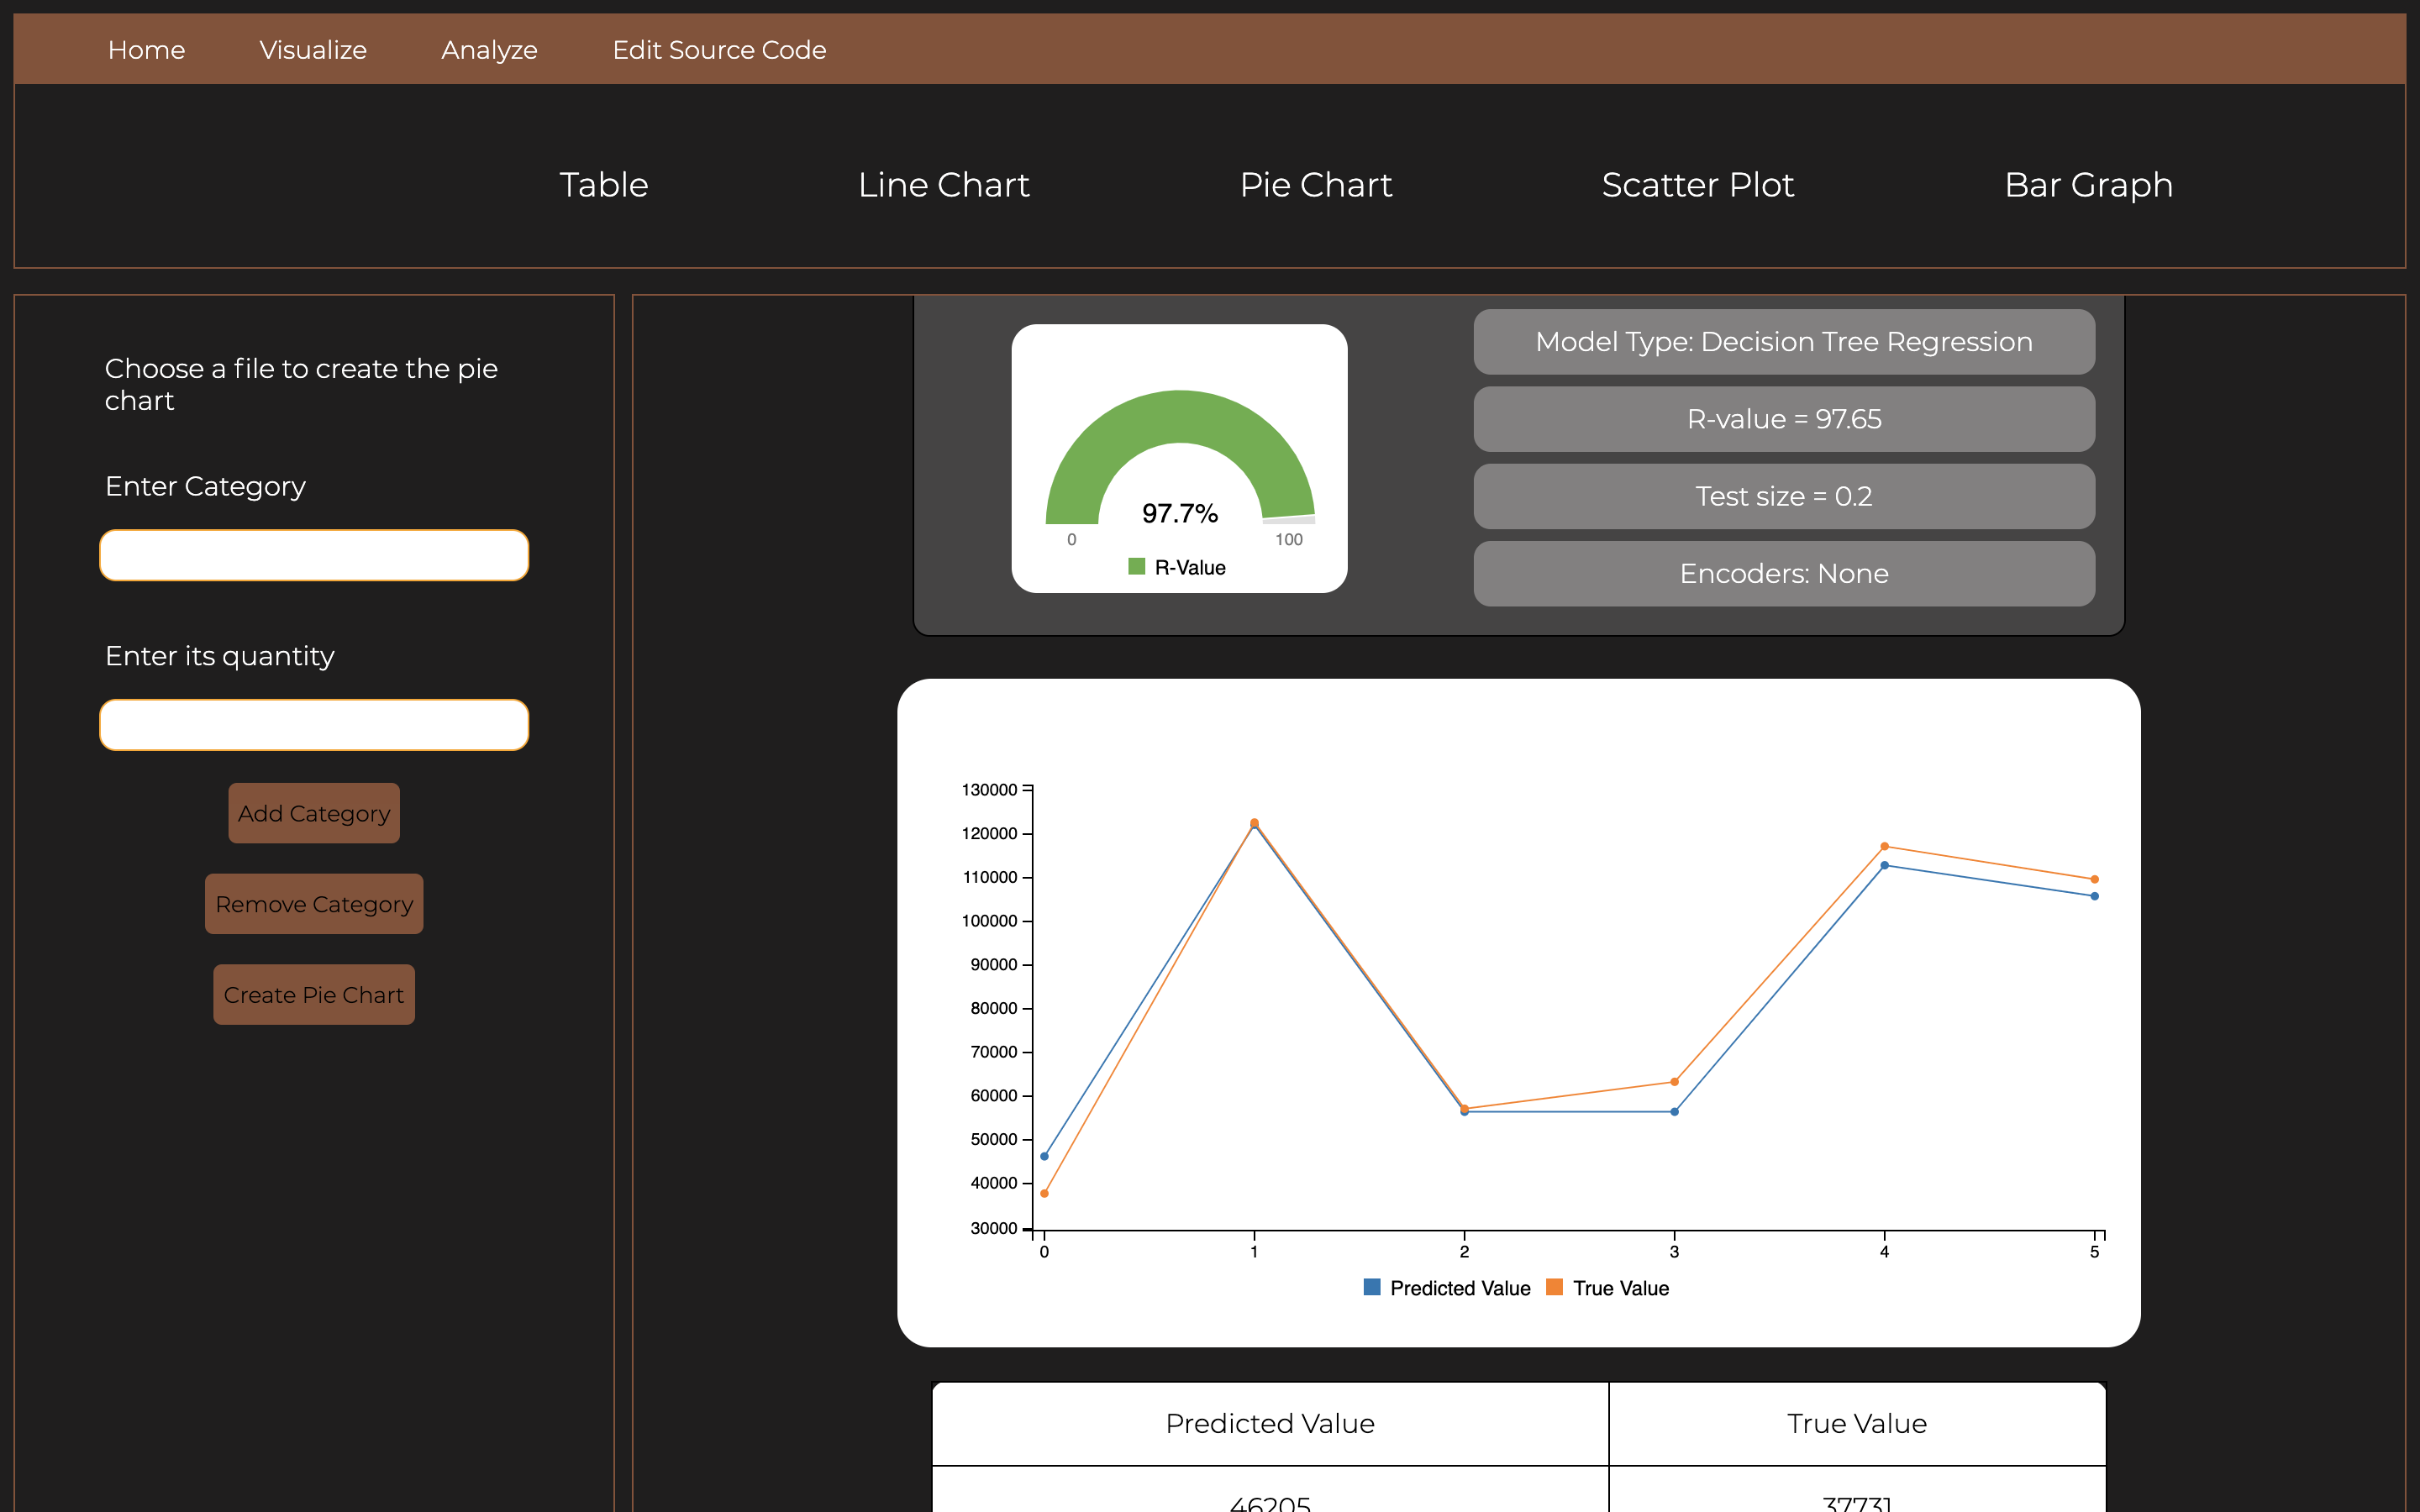 Home Visualize Analyze Edit Source Code
Table Line Chart Pie Chart Scatter Plot Bar Graph
Choose a file to create the pie
chart
Enter Category
Enter its quantity
Add Category
Remove Category
Create Pie Chart
97.7%
0 100
R-Value
Model Type: Decision Tree Regression
R-value = 97.65
Test size = 0.2
Encoders: None
130000
120000
110000
100000
90000
80000
70000
60000
50000
40000
30000
0 1 2 3 4 5
Predicted Value True Value
Predicted Value True Value
46205 37731